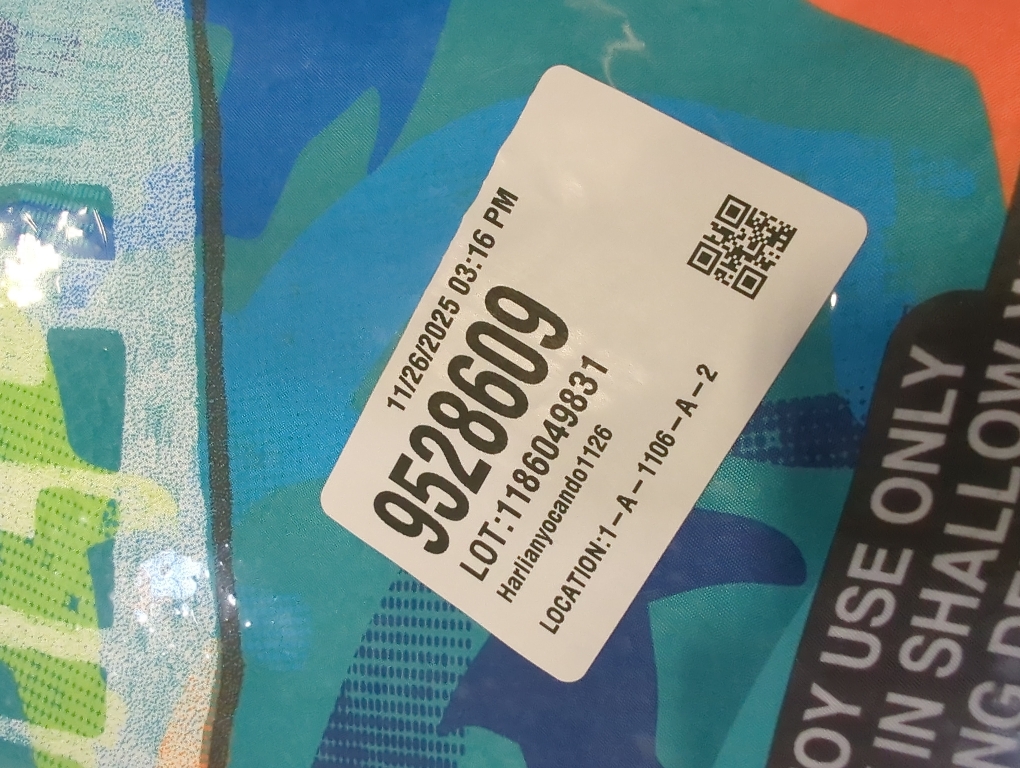 11/26/2025 03:16 PM
9528609
LOT:1186049831
Harlianyocando1126
LOCATION:1-A-1106-A-2
OY USE ONLY
IN SHALLOW